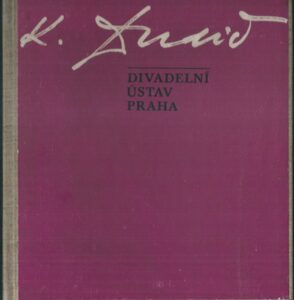 K.
DIVADELNÍ
ÚSTAV
PRAHA